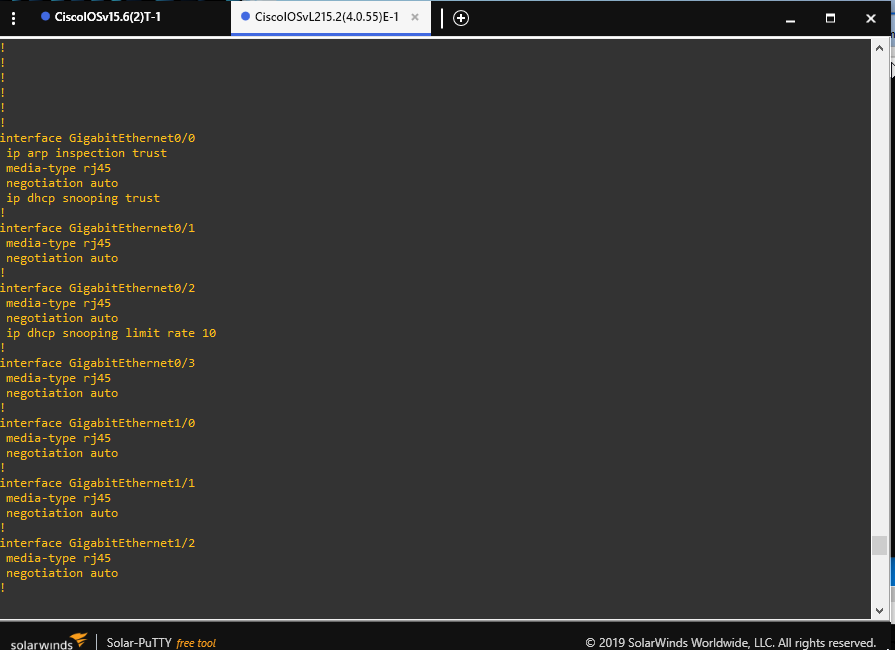 CiscoIOSv15.6(2)T-1
CiscoIOSvL215.2(4.0.55)E-1
!
!
!
!
!
!
interface GigabitEthernet0/0
 ip arp inspection trust
 media-type rj45
 negotiation auto
 ip dhcp snooping trust
!
interface GigabitEthernet0/1
 media-type rj45
 negotiation auto
!
interface GigabitEthernet0/2
 media-type rj45
 negotiation auto
 ip dhcp snooping limit rate 10
!
interface GigabitEthernet0/3
 media-type rj45
 negotiation auto
!
interface GigabitEthernet1/0
 media-type rj45
 negotiation auto
!
interface GigabitEthernet1/1
 media-type rj45
 negotiation auto
!
interface GigabitEthernet1/2
 media-type rj45
 negotiation auto
!
solarwinds | Solar-PuTTY free tool
© 2019 SolarWinds Worldwide, LLC. All rights reserved.